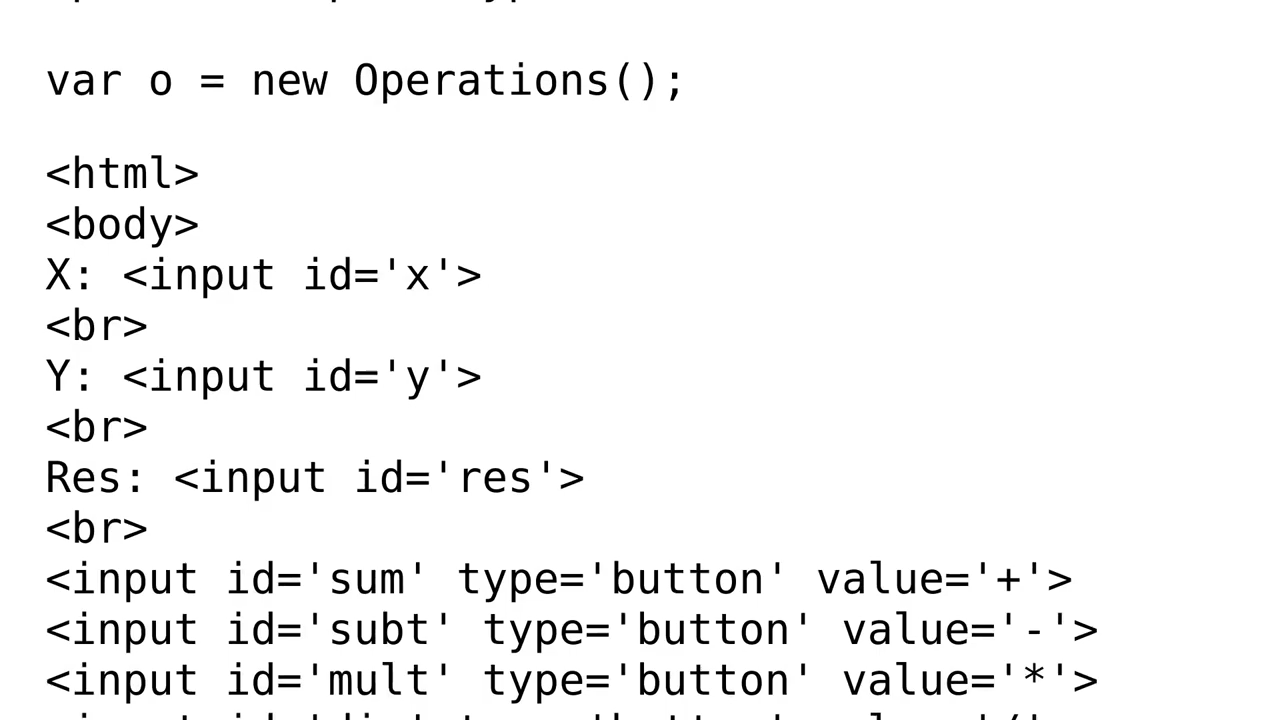 var o = new Operations();
<html>
<body>
X: <input id='x'>
<br>
Y: <input id='y'>
<br>
Res: <input id='res'>
<br>
<input id='sum' type='button' value='+'>
<input id='subt' type='button' value='-'>
<input id='mult' type='button' value='*'>